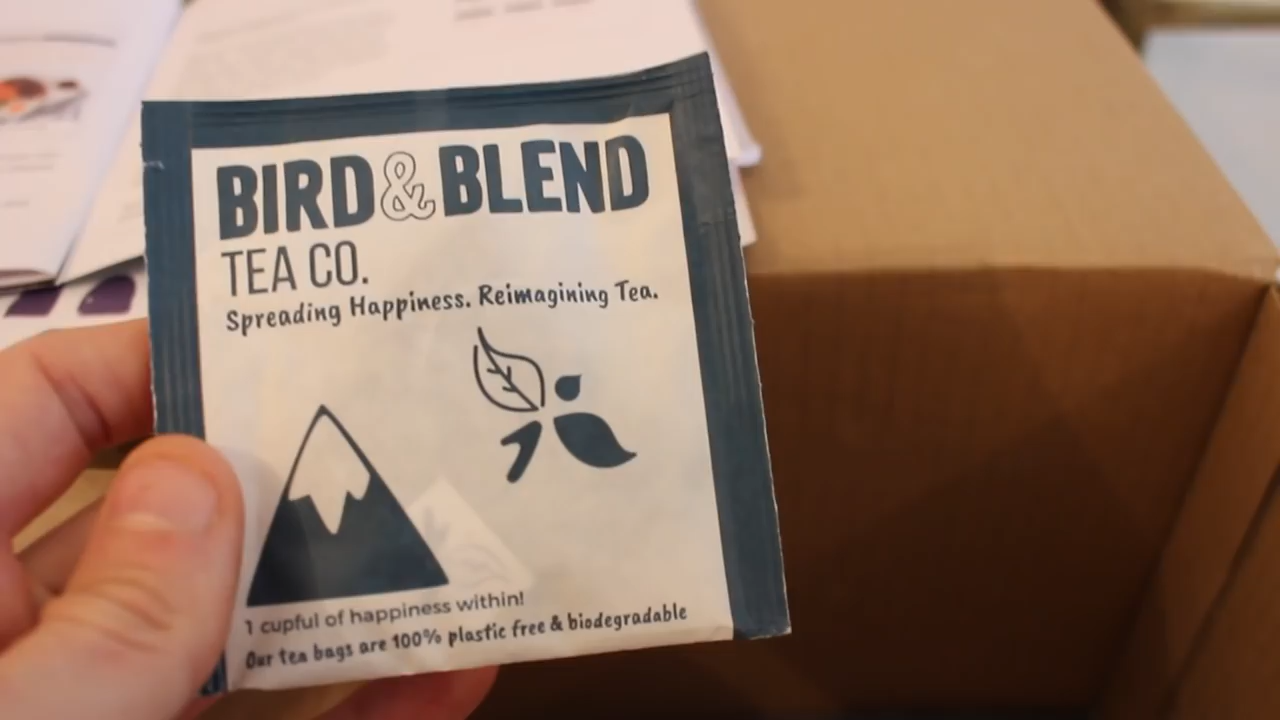 BIRD & BLEND
TEA CO.
Spreading Happiness. Reimagining Tea.
1 cupful of happiness within!
Our tea bags are 100% plastic free & biodegradable